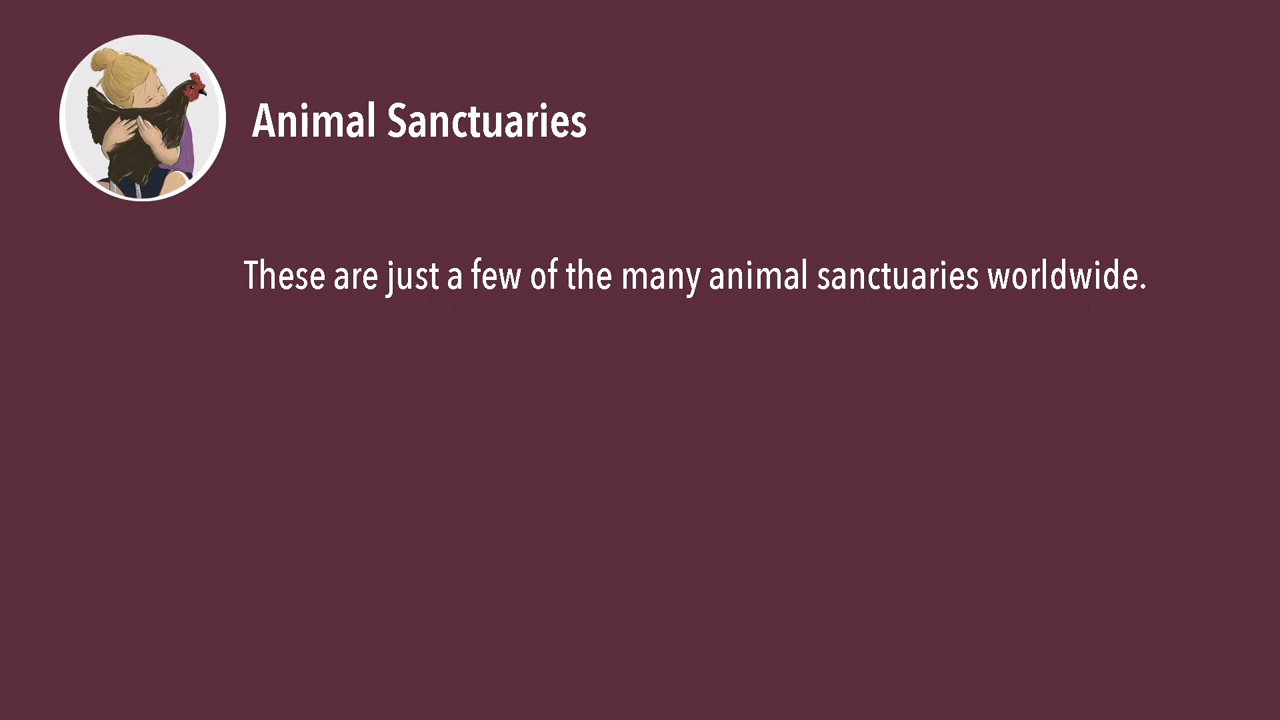 Animal Sanctuaries
These are just a few of the many animal sanctuaries worldwide.